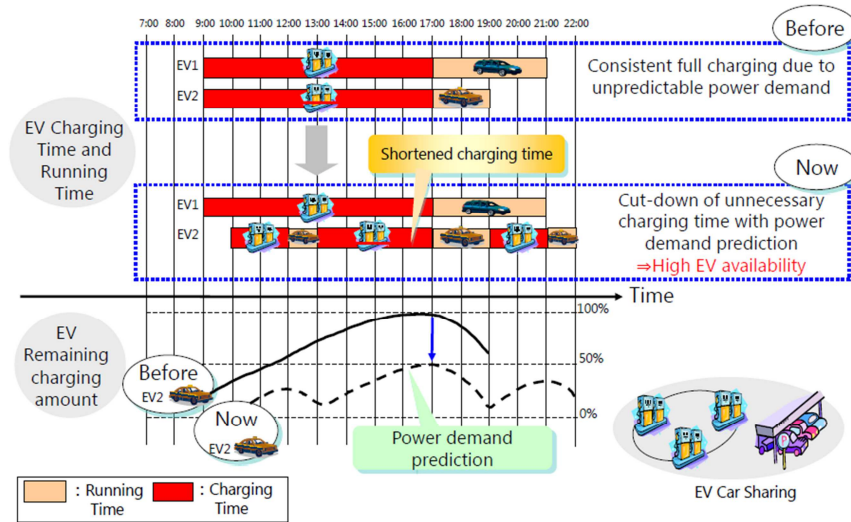 7:00 8:00 9:00 10:00 11:00 12:00 13:00 14:00 15:00 16:00 17:00 18:00 19:00 20:00 21:00 22:00
Before
EV1
EV2
Consistent full charging due to
unpredictable power demand
EV Charging
Time and
Running
Time
Shortened charging time
Now
EV1
EV2
Cut-down of unnecessary
charging time with power
demand prediction
⇒High EV availability
Time
100%
50%
0%
EV
Remaining
charging
amount
Before
EV2
Now
EV2
Power demand
prediction
P
EV Car Sharing
: Running
Time
: Charging
Time